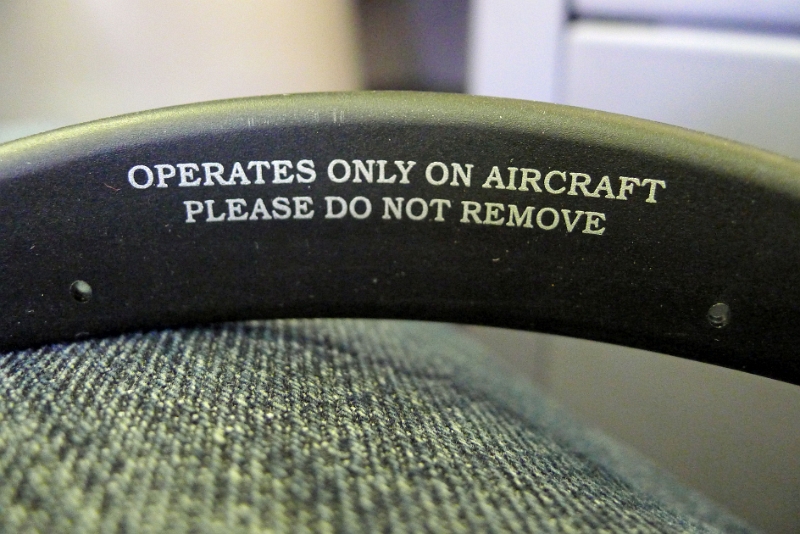 OPERATES ONLY ON AIRCRAFT
PLEASE DO NOT REMOVE